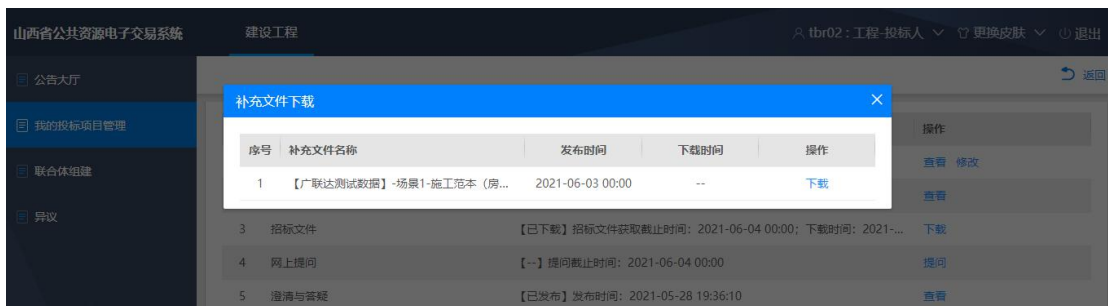 山西省公共资源电子交易系统 建设工程 tbr02 : 工程-投标人 更换皮肤 退出
公告大厅 返回
补充文件下载
我的投标项目管理 操作
序号 补充文件名称 发布时间 下载时间 操作
查看 修改
联合体组建
1 【广联达测试数据】-场景1-施工范本（房... 2021-06-03 00:00 -- 下载
查看
异议
3 招标文件 【已下载】招标文件获取截止时间：2021-06-04 00:00；下载时间：2021-... 下载
4 网上提问 【--】提问截止时间：2021-06-04 00:00 提问
5 澄清与答疑 【已发布】发布时间：2021-05-28 19:36:10 查看